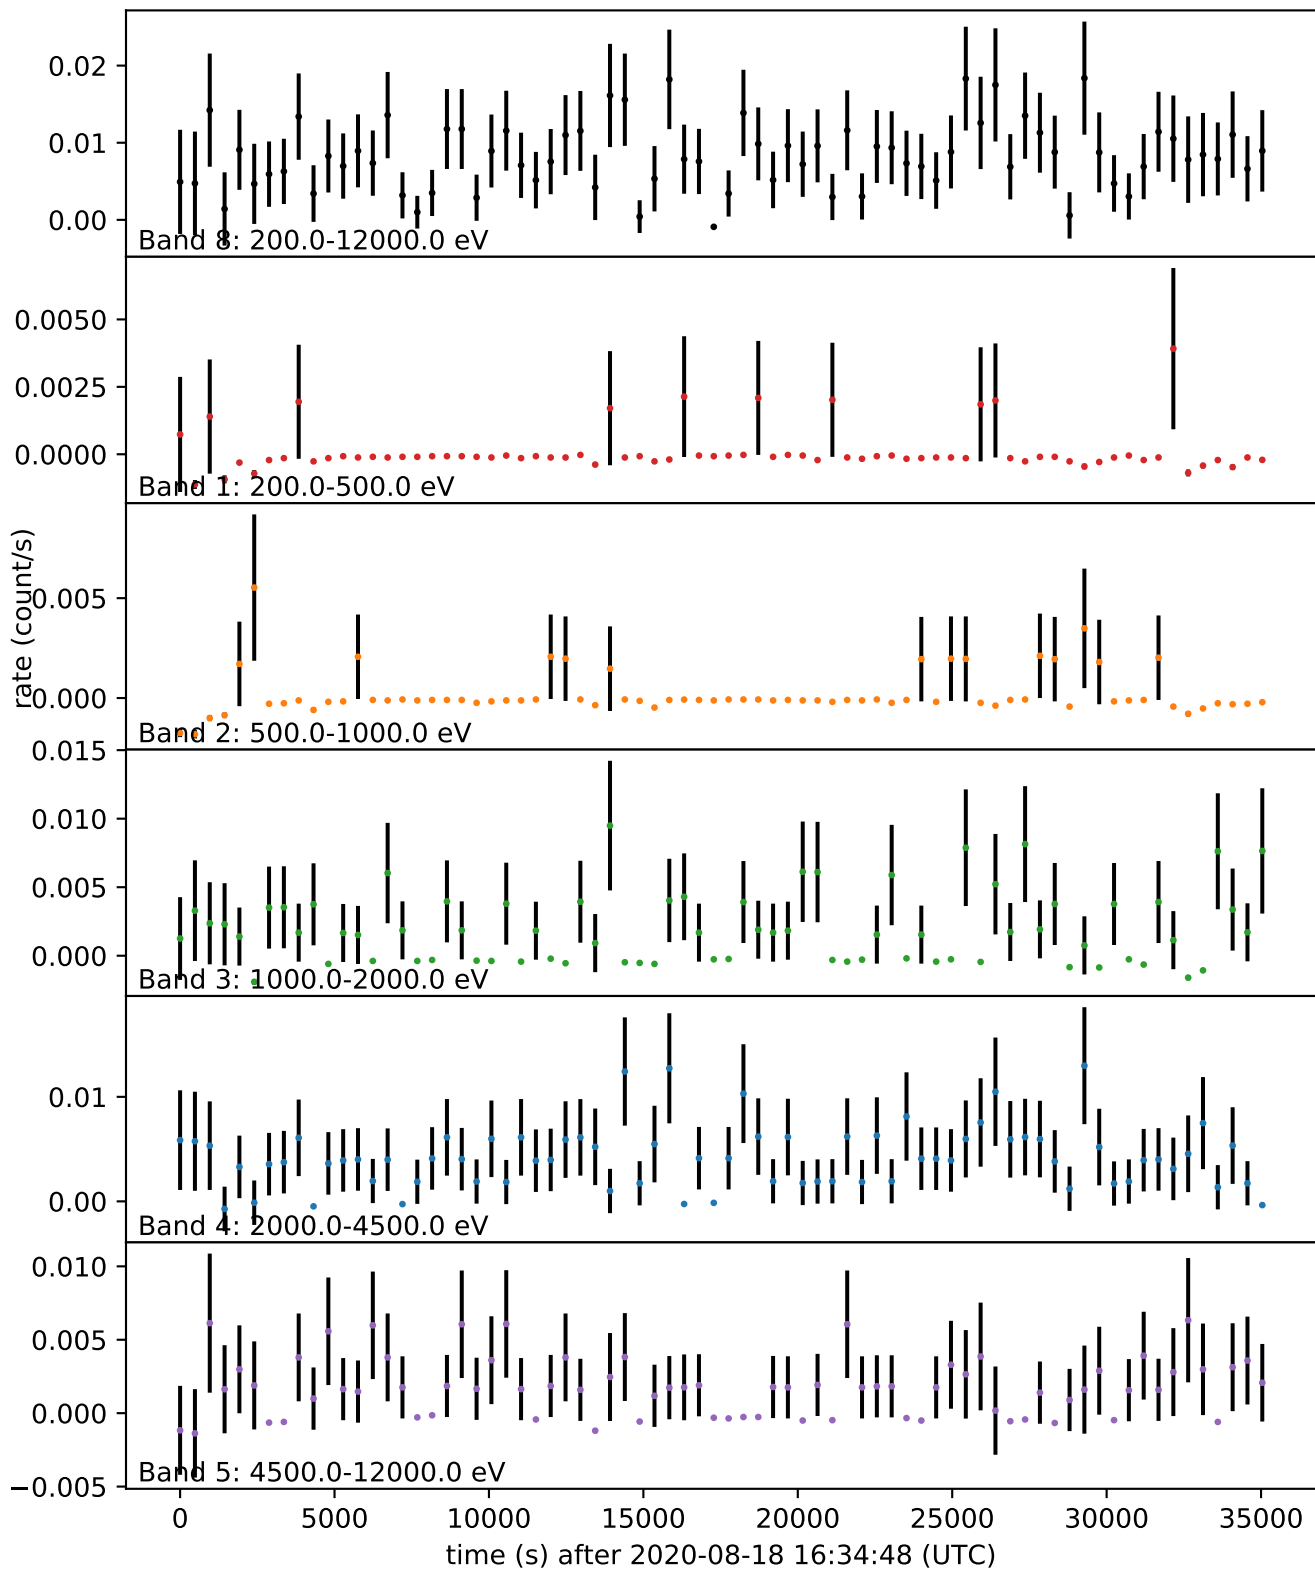 0.02
0.01
0.00
Band 8: 200.0-12000.0 eV
0.0050
0.0025
0.0000
Band 1: 200.0-500.0 eV
rate (count/s)
0.005
0.000
Band 2: 500.0-1000.0 eV
0.015
0.010
0.005
0.000
Band 3: 1000.0-2000.0 eV
0.01
0.00
Band 4: 2000.0-4500.0 eV
0.010
0.005
0.000
−0.005
Band 5: 4500.0-12000.0 eV
0 5000 10000 15000 20000 25000 30000 35000
time (s) after 2020-08-18 16:34:48 (UTC)